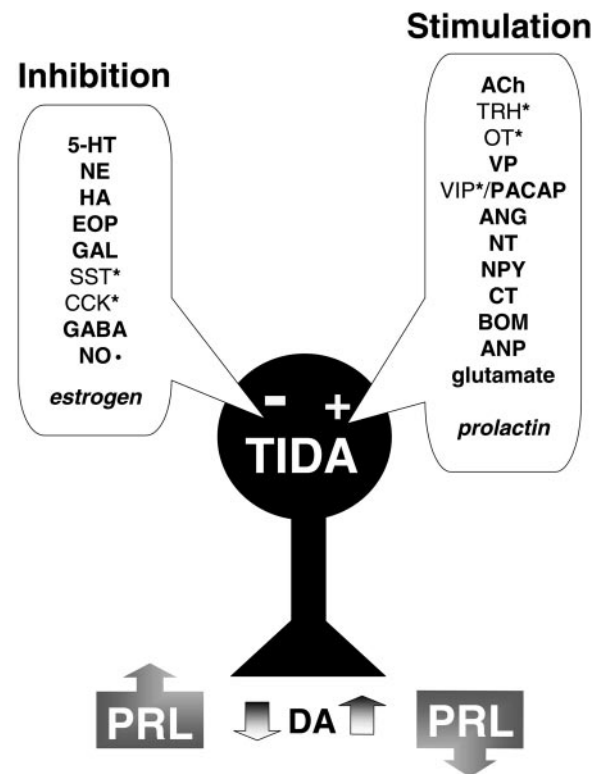 Inhibition
5-HT
NE
HA
EOP
GAL
SST*
CCK*
GABA
NO•
estrogen
Stimulation
ACh
TRH*
OT*
VP
VIP*/PACAP
ANG
NT
NPY
CT
BOM
ANP
glutamate
prolactin
- +
TIDA
PRL DA PRL